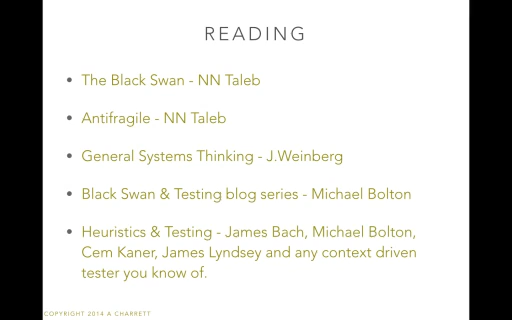 READING
• The Black Swan - NN Taleb
• Antifragile - NN Taleb
• General Systems Thinking - J.Weinberg
• Black Swan & Testing blog series - Michael Bolton
• Heuristics & Testing - James Bach, Michael Bolton,
Cem Kaner, James Lyndsey and any context driven
tester you know of.
COPYRIGHT 2014 A CHARRETT